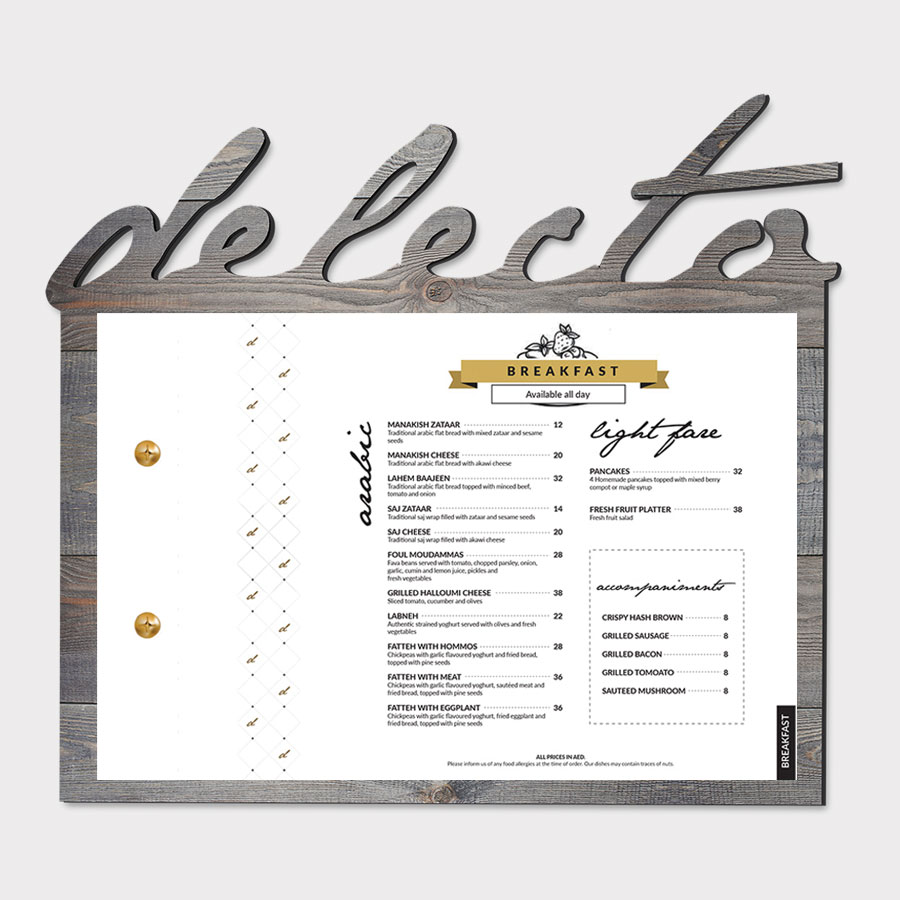 delecta
d
d
d
d
d
d
d
d
d
d
d
d
d
d
BREAKFAST
Available all day
arabic
MANAKISH ZATAAR 12
Traditional arabic flat bread with mixed zataar and sesame
seeds
MANAKISH CHEESE 20
Traditional arabic flat bread with akawi cheese
LAHEM BAAJEEN 32
Traditional arabic flat bread topped with minced beef,
tomato and onion
SAJ ZATAAR 14
Traditional saj wrap filled with zataar and sesame seeds
SAJ CHEESE 20
Traditional saj wrap filled with akawi cheese
FOUL MOUDAMMAS 28
Fava beans served with tomato, chopped parsley, onion,
garlic, cumin and lemon juice, pickles and
fresh vegetables
GRILLED HALLOUMI CHEESE 38
Sliced tomato, cucumber and olives
LABNEH 22
Authentic strained yoghurt served with olives and fresh
vegetables
FATTEH WITH HOMMOS 28
Chickpeas with garlic flavoured yoghurt and fried bread,
topped with pine seeds
FATTEH WITH MEAT 36
Chickpeas with garlic flavoured yoghurt, sautéed meat and
fried bread, topped with pine seeds
FATTEH WITH EGGPLANT 36
Chickpeas with garlic flavoured yoghurt, fried eggplant and
fried bread, topped with pine seeds
light fare
PANCAKES 32
4 Homemade pancakes topped with mixed berry
compot or maple syrup
FRESH FRUIT PLATTER 38
Fresh fruit salad
accompaniments
CRISPY HASH BROWN 8
GRILLED SAUSAGE 8
GRILLED BACON 8
GRILLED TOMOATO 8
SAUTEED MUSHROOM 8
BREAKFAST
ALL PRICES IN AED.
Please inform us of any food allergies at the time of order. Our dishes may contain traces of nuts.